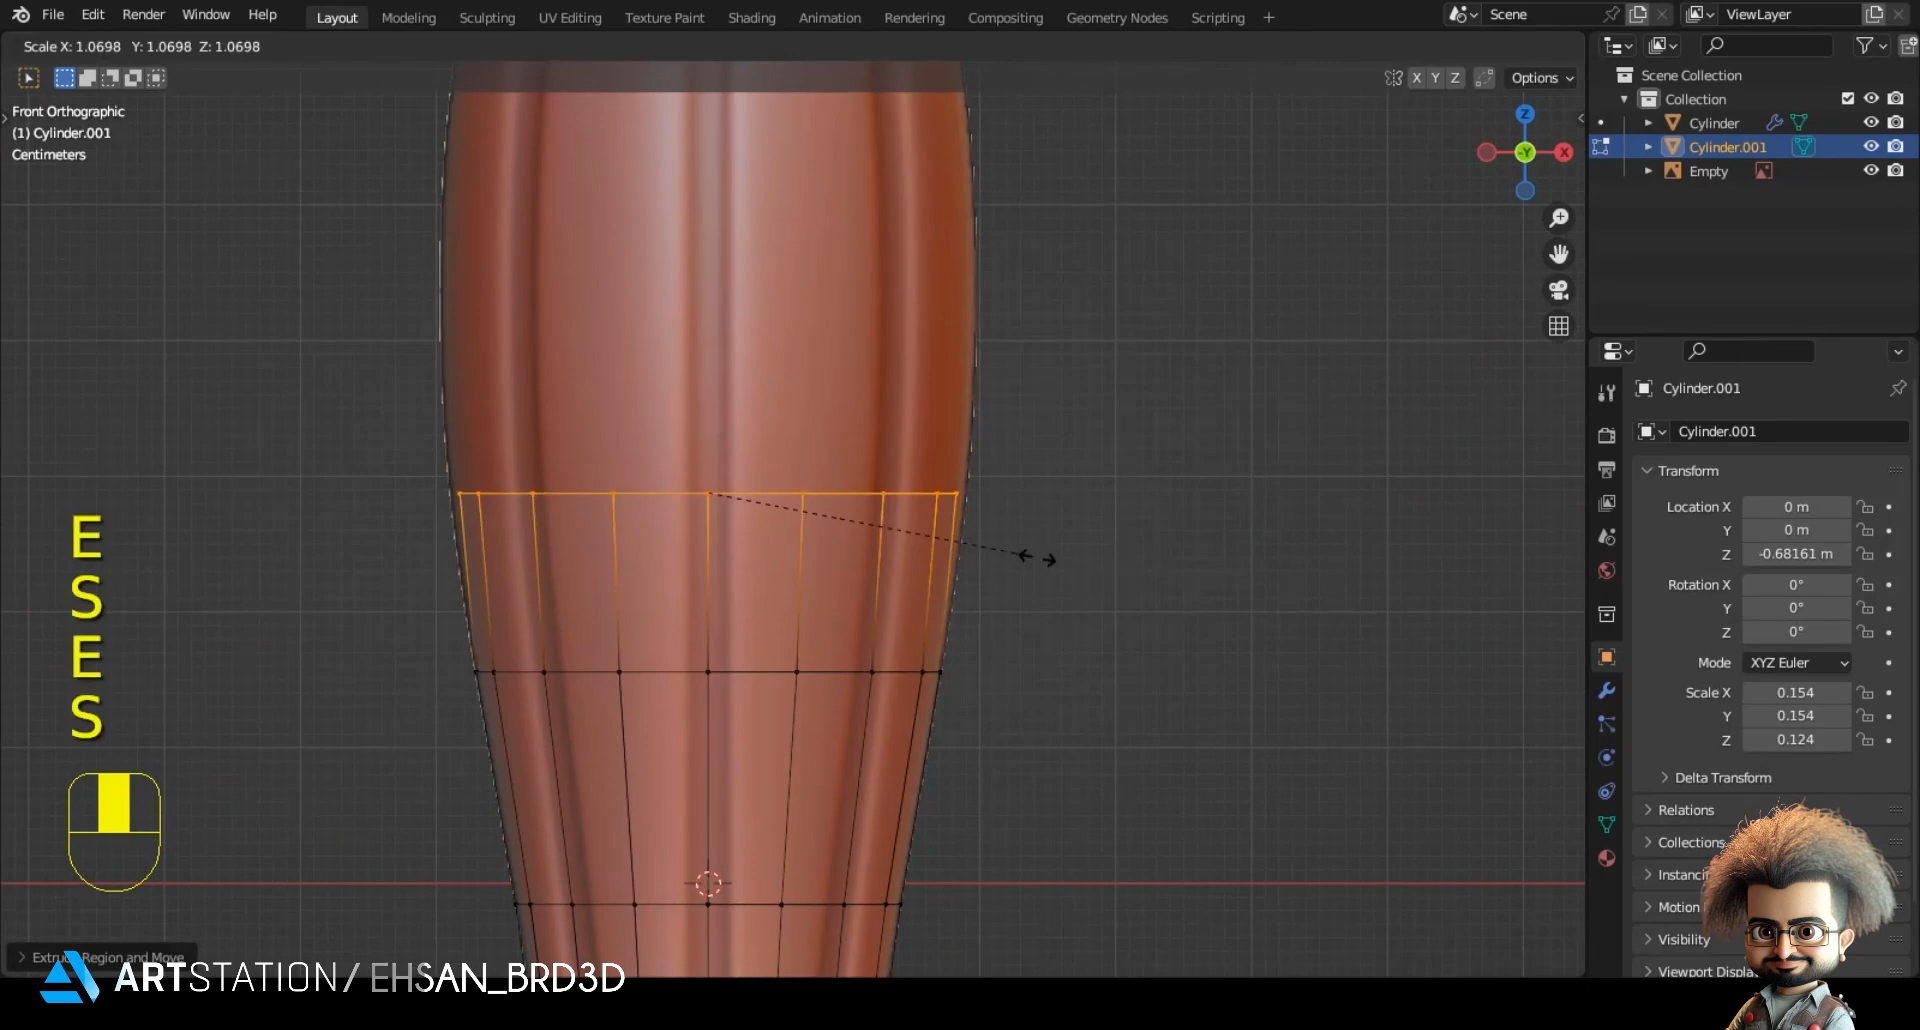 File Edit Render Window Help
Layout Modeling Sculpting UV Editing Texture Paint Shading Animation Rendering Compositing Geometry Nodes Scripting +
Scene
ViewLayer
Scale X: 1.0698 Y: 1.0698 Z: 1.0698
X Y Z
Options
Front Orthographic
(1) Cylinder.001
Centimeters
Z
-Y
X
Scene Collection
Collection
Cylinder
Cylinder.001
Empty
Cylinder.001
Cylinder.001
Transform
Location X 0 m
Y 0 m
Z -0.68161 m
Rotation X 0°
Y 0°
Z 0°
Mode XYZ Euler
Scale X 0.154
Y 0.154
Z 0.124
Delta Transform
Relations
Collections
Motion
Visibility
E
S
E
S
Region and Move
ARTSTATION/EHSAN_BRD3D